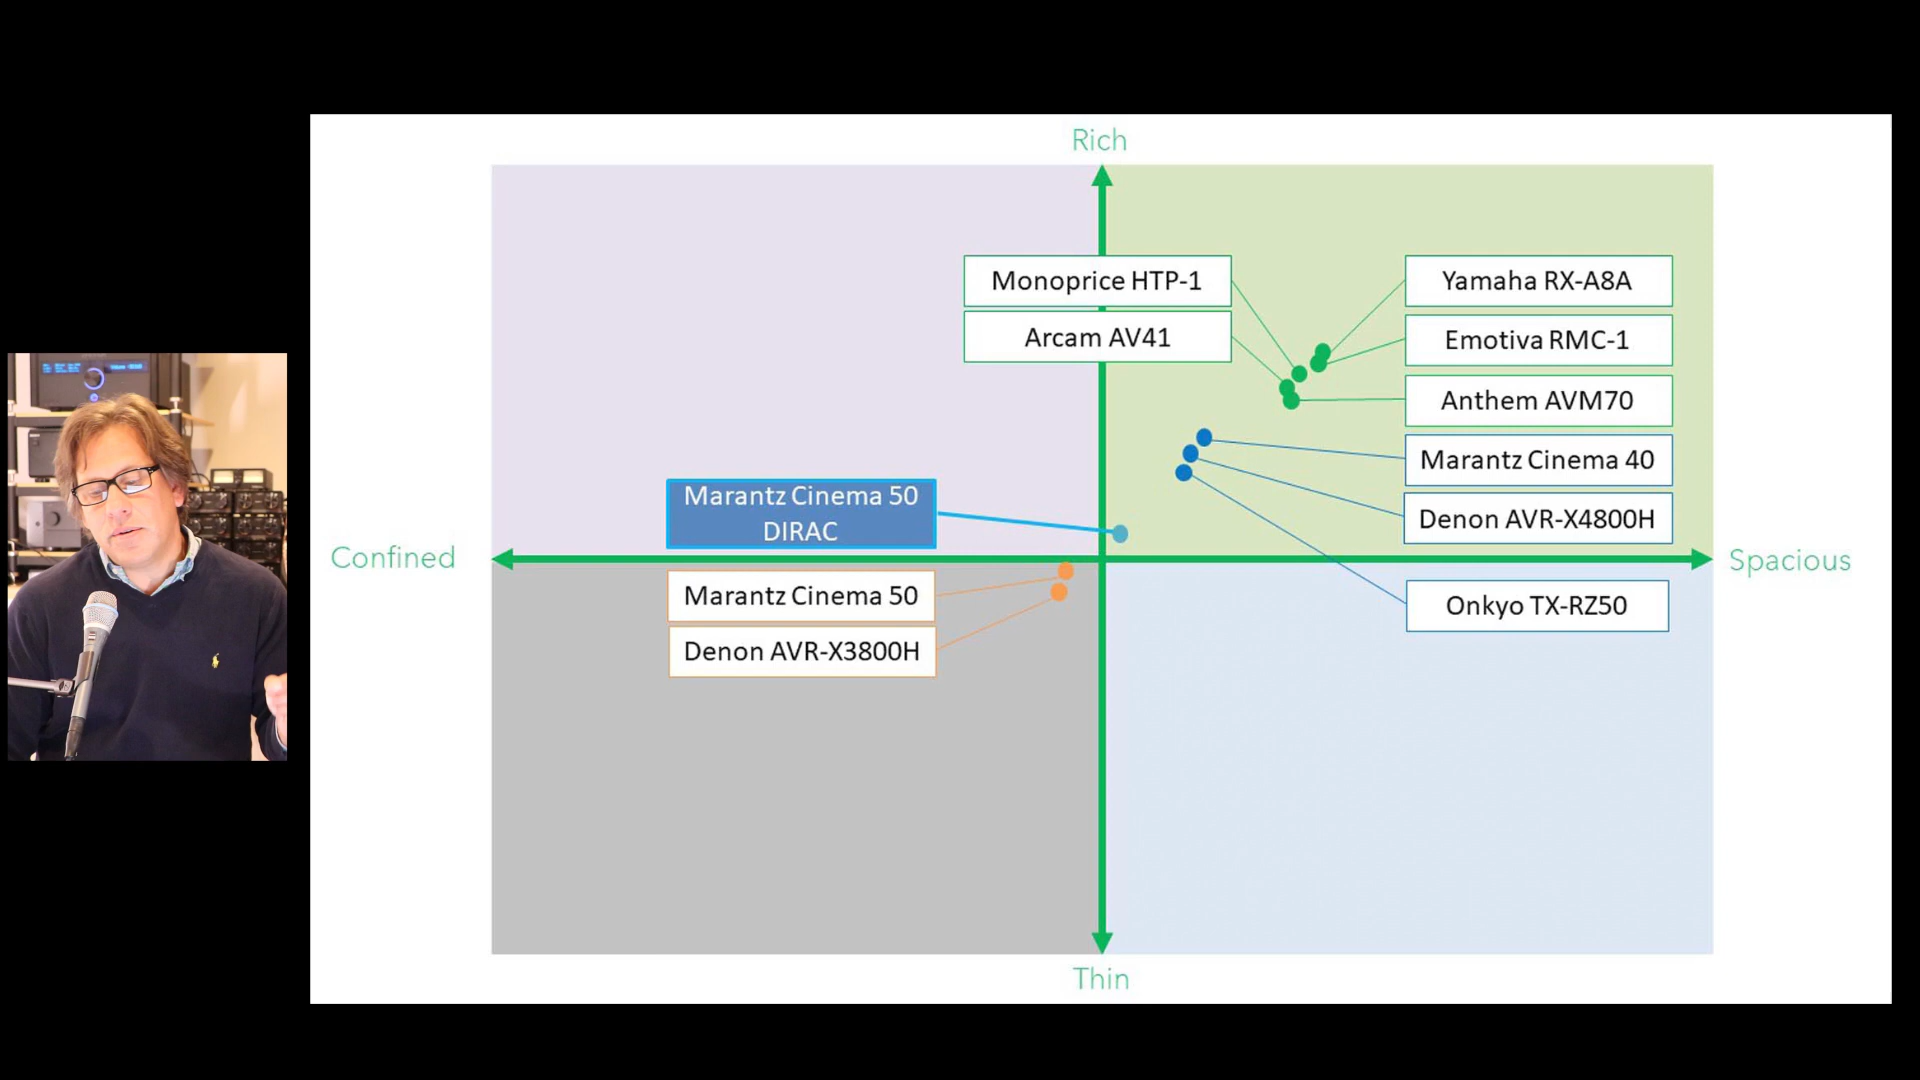 Rich
Monoprice HTP-1
Yamaha RX-A8A
Arcam AV41
Emotiva RMC-1
Anthem AVM70
Marantz Cinema 40
Marantz Cinema 50
DIRAC
Denon AVR-X4800H
Confined
Spacious
Marantz Cinema 50
Onkyo TX-RZ50
Denon AVR-X3800H
Thin